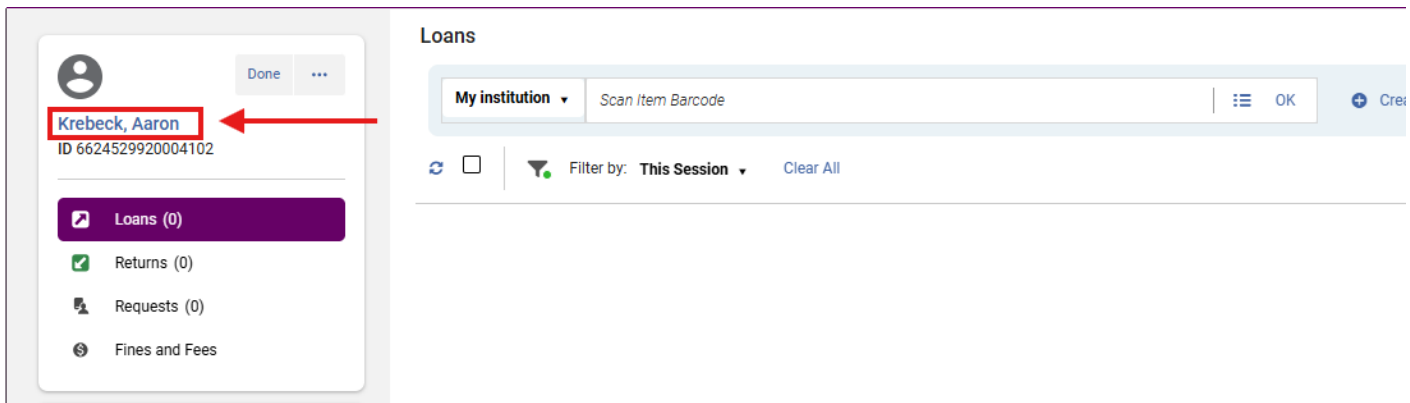 Done
Krebeck, Aaron
ID 6624529920004102
Loans (0)
Returns (0)
Requests (0)
Fines and Fees
Loans
My institution Scan Item Barcode OK Crea
Filter by: This Session Clear All